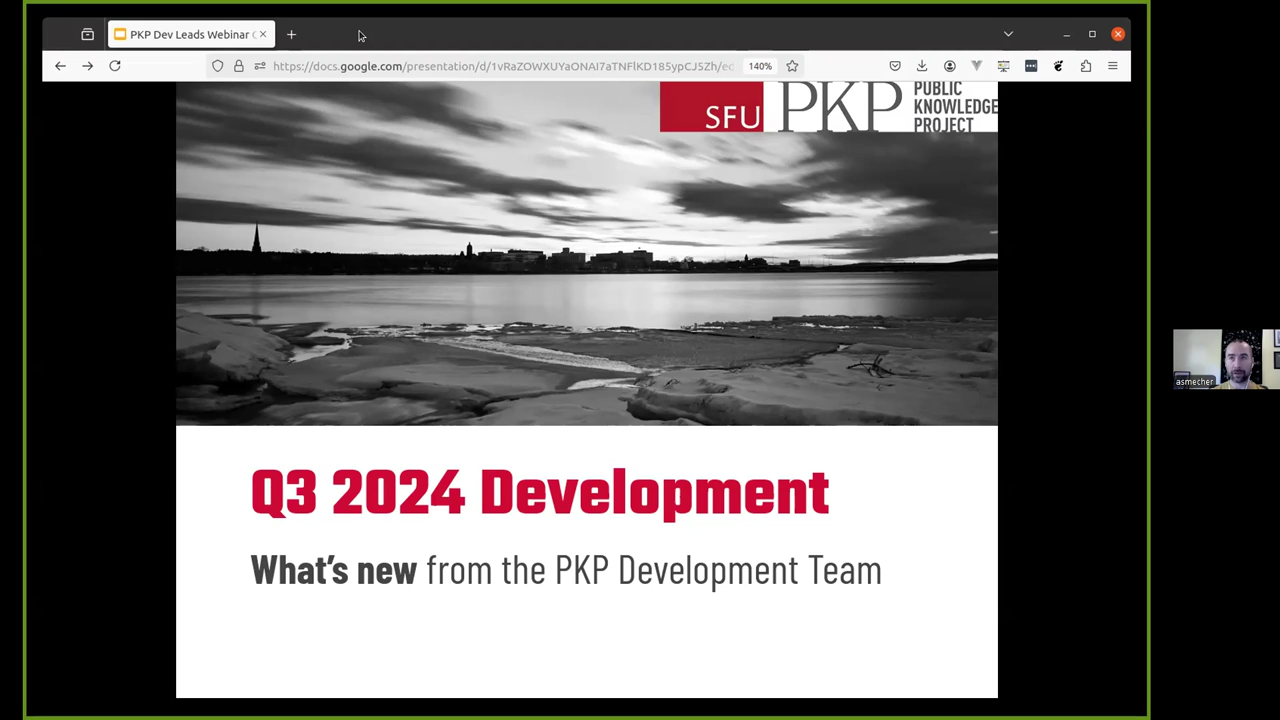 PKP Dev Leads Webinar
https://docs.google.com/presentation/d/1vRaZOWXUYaONAI7aTNFlKD185ypCJ5Zh/ed
140%
SFU
PKP
PUBLIC
KNOWLEDGE
PROJECT
asmecher
Q3 2024 Development
What's new from the PKP Development Team